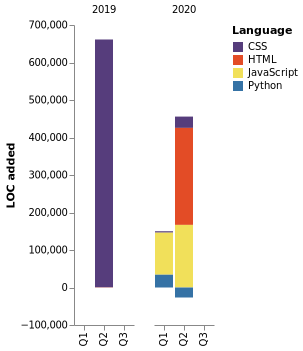 2019 2020
Language
CSS
HTML
JavaScript
Python
LOC added
700,000
600,000
500,000
400,000
300,000
200,000
100,000
0
−100,000
Q1 Q2 Q3 Q1 Q2 Q3